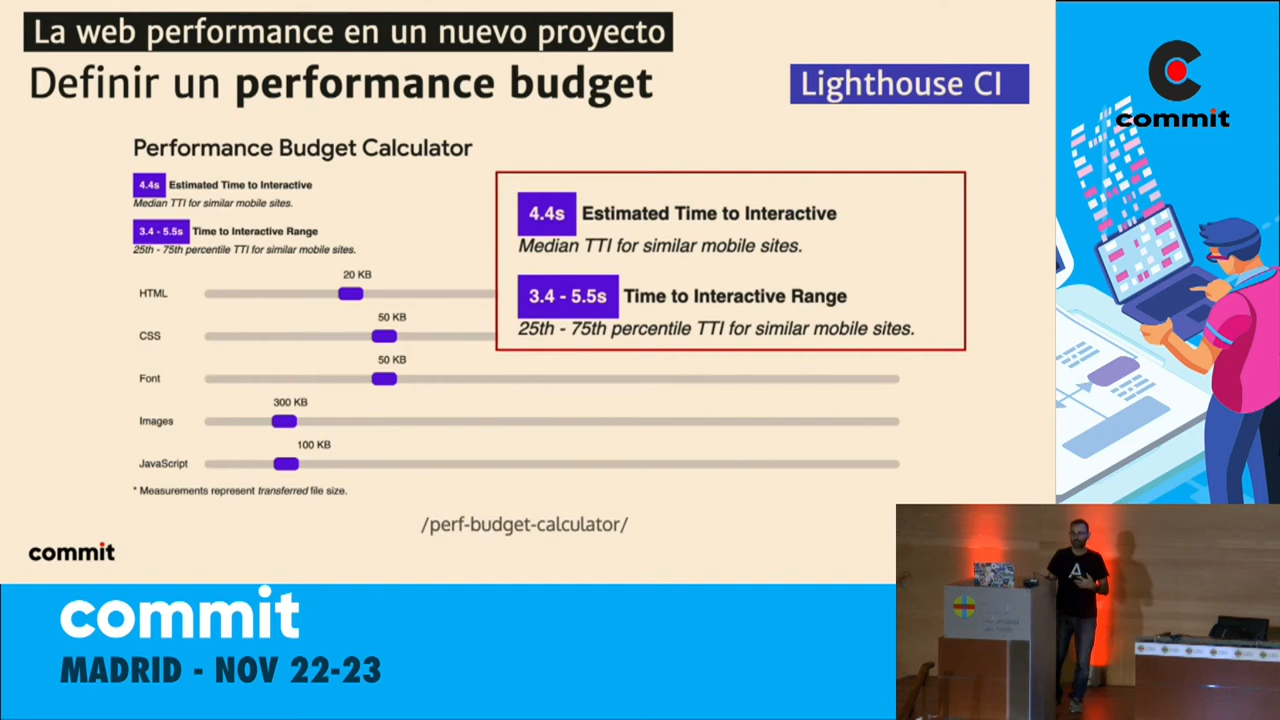 La web performance en un nuevo proyecto
Definir un performance budget
Lighthouse CI
Performance Budget Calculator
4.4s Estimated Time to Interactive
Median TTI for similar mobile sites.
3.4 - 5.5s Time to Interactive Range
25th - 75th percentile TTI for similar mobile sites.
4.4s Estimated Time to Interactive
Median TTI for similar mobile sites.
3.4 - 5.5s Time to Interactive Range
25th - 75th percentile TTI for similar mobile sites.
20 KB
HTML
50 KB
CSS
50 KB
Font
300 KB
Images
100 KB
JavaScript
* Measurements represent transferred file size.
/perf-budget-calculator/
commit
commit
commit
MADRID - NOV 22-23
A